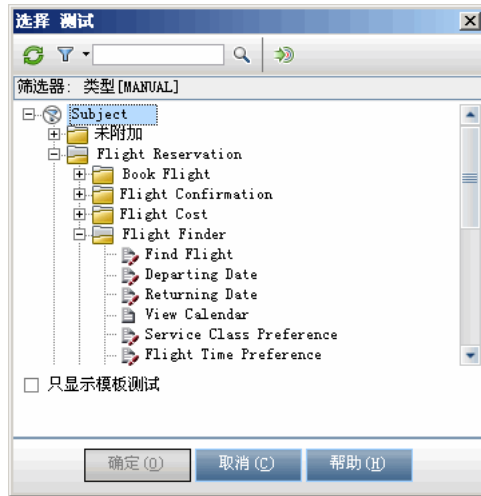 选择 测试
筛选器: 类型[MANUAL]
Subject
未附加
Flight Reservation
Book Flight
Flight Confirmation
Flight Cost
Flight Finder
Find Flight
Departing Date
Returning Date
View Calendar
Service Class Preference
Flight Time Preference
只显示模板测试
确定(O) 取消(C) 帮助(H)